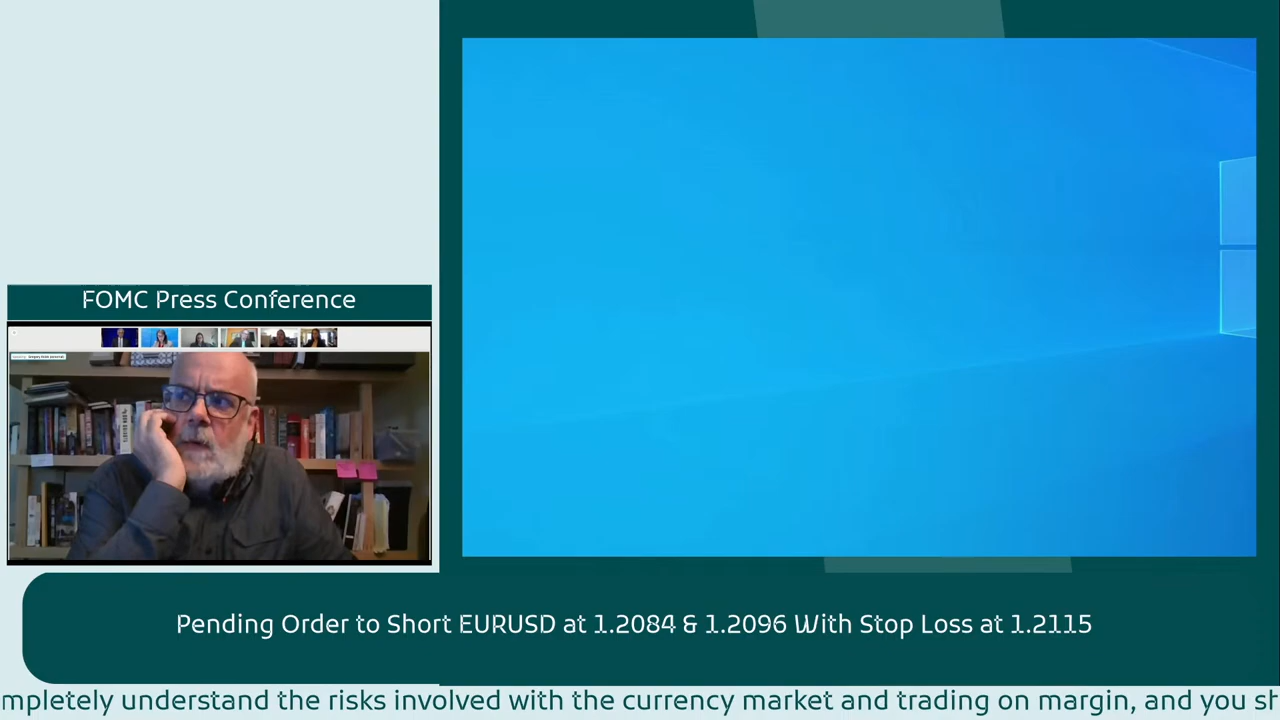 FOMC Press Conference
Pending Order to Short EURUSD at 1.2084 & 1.2096 With Stop Loss at 1.2115
mpletely understand the risks involved with the currency market and trading on margin, and you sh